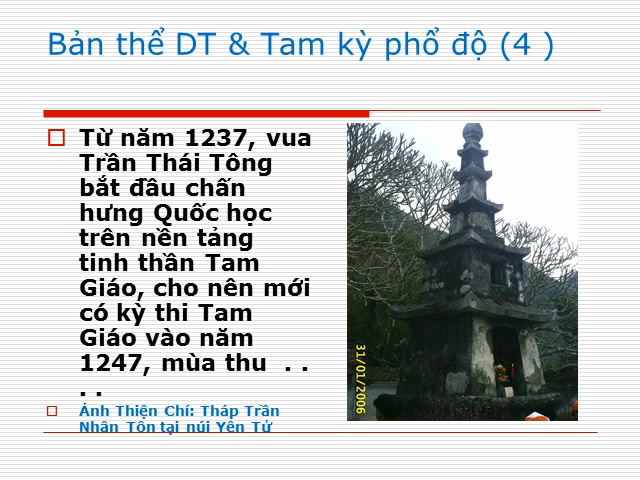 Bản thể DT & Tam kỳ phổ độ (4 )
Từ năm 1237, vua
Trần Thái Tông
bắt đầu chấn
hưng Quốc học
trên nền tảng
tinh thần Tam
Giáo, cho nên mới
có kỳ thi Tam
Giáo vào năm
1247, mùa thu . .
. .
Ảnh Thiện Chí: Tháp Trần
Nhân Tôn tại núi Yên Tử
31/01/2006